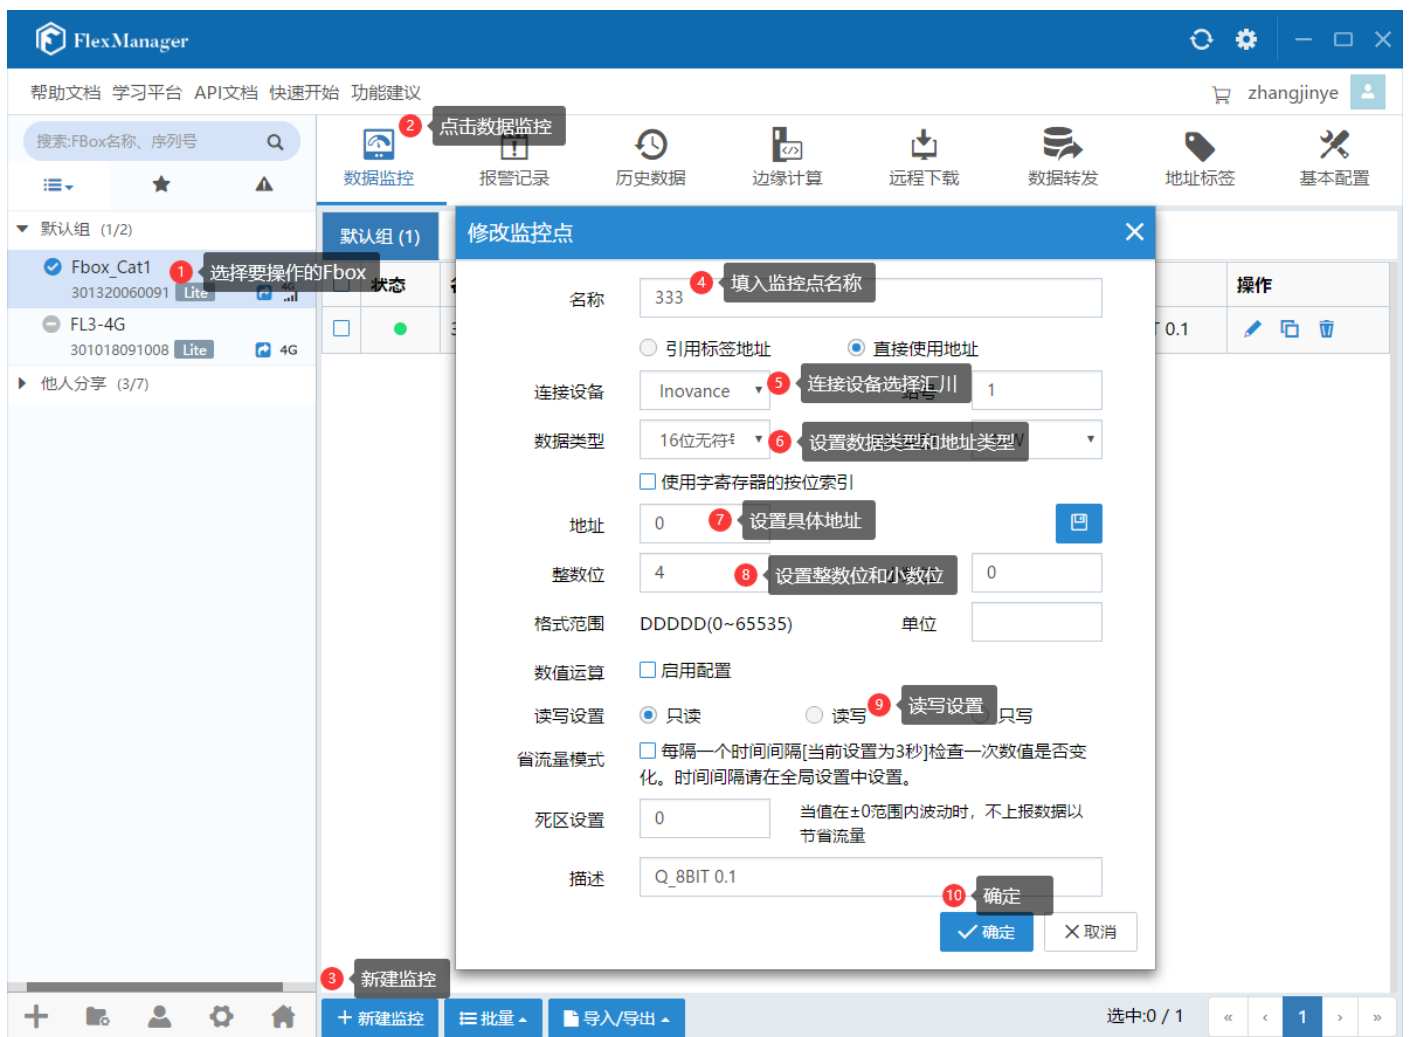 FlexManager
帮助文档 学习平台 API文档 快速开始 功能建议
zhangjinye
搜索:FBox名称、序列号
2 点击数据监控
数据监控 报警记录 历史数据 边缘计算 远程下载 数据转发 地址标签 基本配置
默认组 (1/2)
Fbox_Cat1
1 选择要操作的Fbox
301320060091 Lite 4G
FL3-4G
301018091008 Lite 4G
他人分享 (3/7)
默认组 (1)
状态
操作
0.1
修改监控点
名称 333
4 填入监控点名称
引用标签地址 直接使用地址
连接设备 Inovance
5 连接设备选择汇川
1
数据类型 16位无符
6 设置数据类型和地址类型
使用字寄存器的按位索引
地址 0
7 设置具体地址
整数位 4
8 设置整数位和小数位
0
格式范围 DDDDD(0~65535) 单位
数值运算 启用配置
读写设置 只读 读写 只写
9 读写设置
省流量模式 每隔一个时间间隔[当前设置为3秒]检查一次数值是否变
化。时间间隔请在全局设置中设置。
死区设置 0 当值在±0范围内波动时，不上报数据以
节省流量
描述 Q_8BIT 0.1
10 确定
确定 取消
3 新建监控
新建监控 批量 导入/导出
选中:0 / 1 « ‹ 1 › »